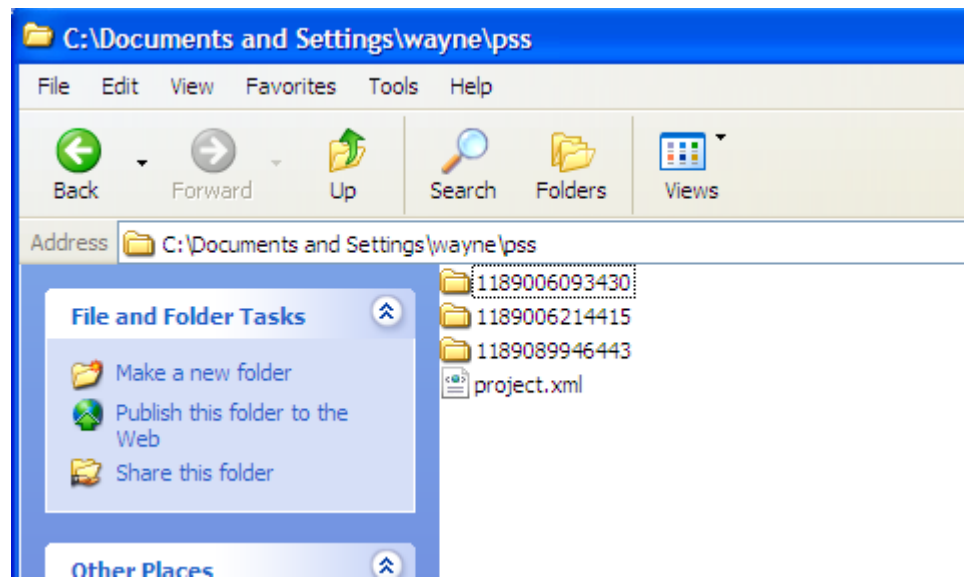 C:\Documents and Settings\wayne\pss
File Edit View Favorites Tools Help
Back Forward Up Search Folders Views
Address C:\Documents and Settings\wayne\pss
File and Folder Tasks
Make a new folder
Publish this folder to the
Web
Share this folder
Other Places
1189006093430
1189006214415
1189089946443
project.xml